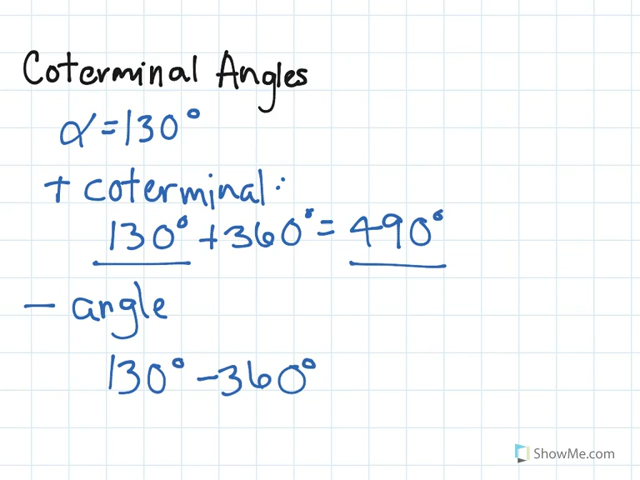 Coterminal Angles
α = 130°
+ coterminal:
130° + 360° = 490°
- angle
130° - 360°
ShowMe.com